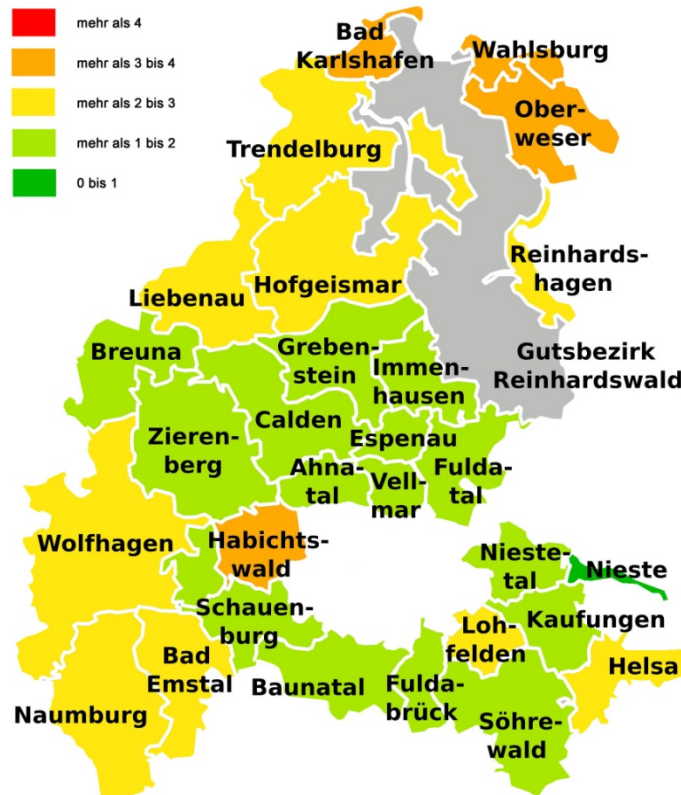 mehr als 4
mehr als 3 bis 4
mehr als 2 bis 3
mehr als 1 bis 2
0 bis 1
Bad
Karlshafen
Wahlsburg
Ober-
weser
Trendelburg
Reinhards-
hagen
Hofgeismar
Liebenau
Breuna
Greben-
stein
Immen-
hausen
Gutsbezirk
Reinhardswald
Calden
Zieren-
berg
Espenau
Ahna-
tal
Vell-
mar
Fulda-
tal
Wolfhagen
Habichts-
wald
Nieste-
tal
Nieste
Schauen-
burg
Kaufungen
Loh-
felden
Helsa
Bad
Emstal
Baunatal
Fulda-
brück
Naumburg
Söhre-
wald